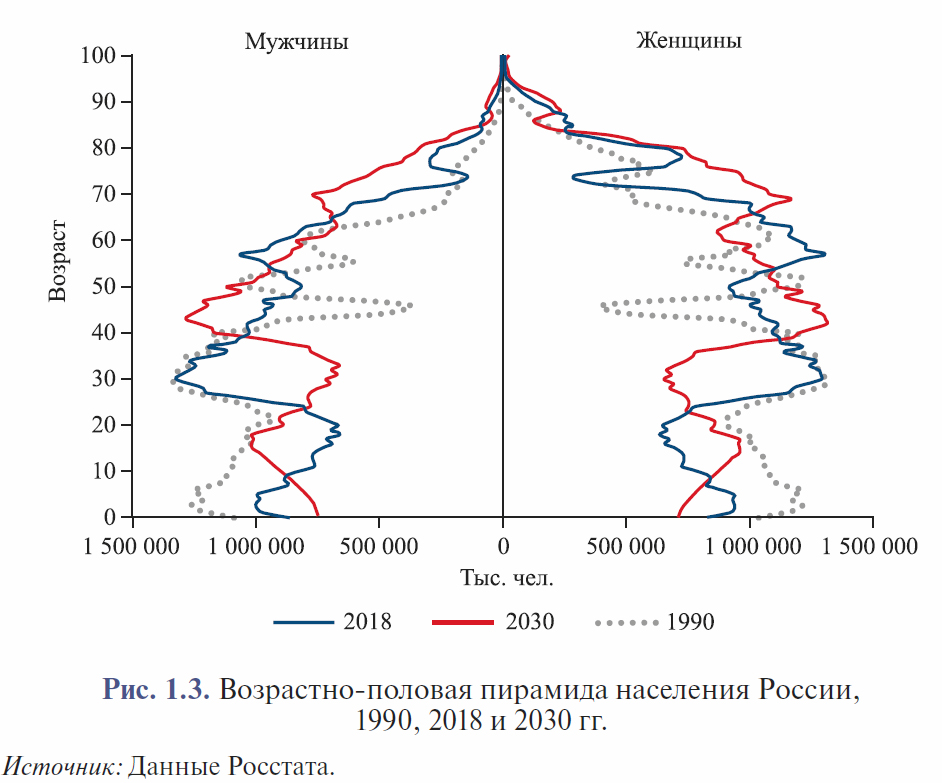 Мужчины
Женщины
100
90
80
70
60
50
40
30
20
10
0
Возраст
1 500 000 1 000 000 500 000 0 500 000 1 000 000 1 500 000
Тыс. чел.
2018 2030 1990
Рис. 1.3. Возрастно-половая пирамида населения России,
1990, 2018 и 2030 гг.
Источник: Данные Росстата.